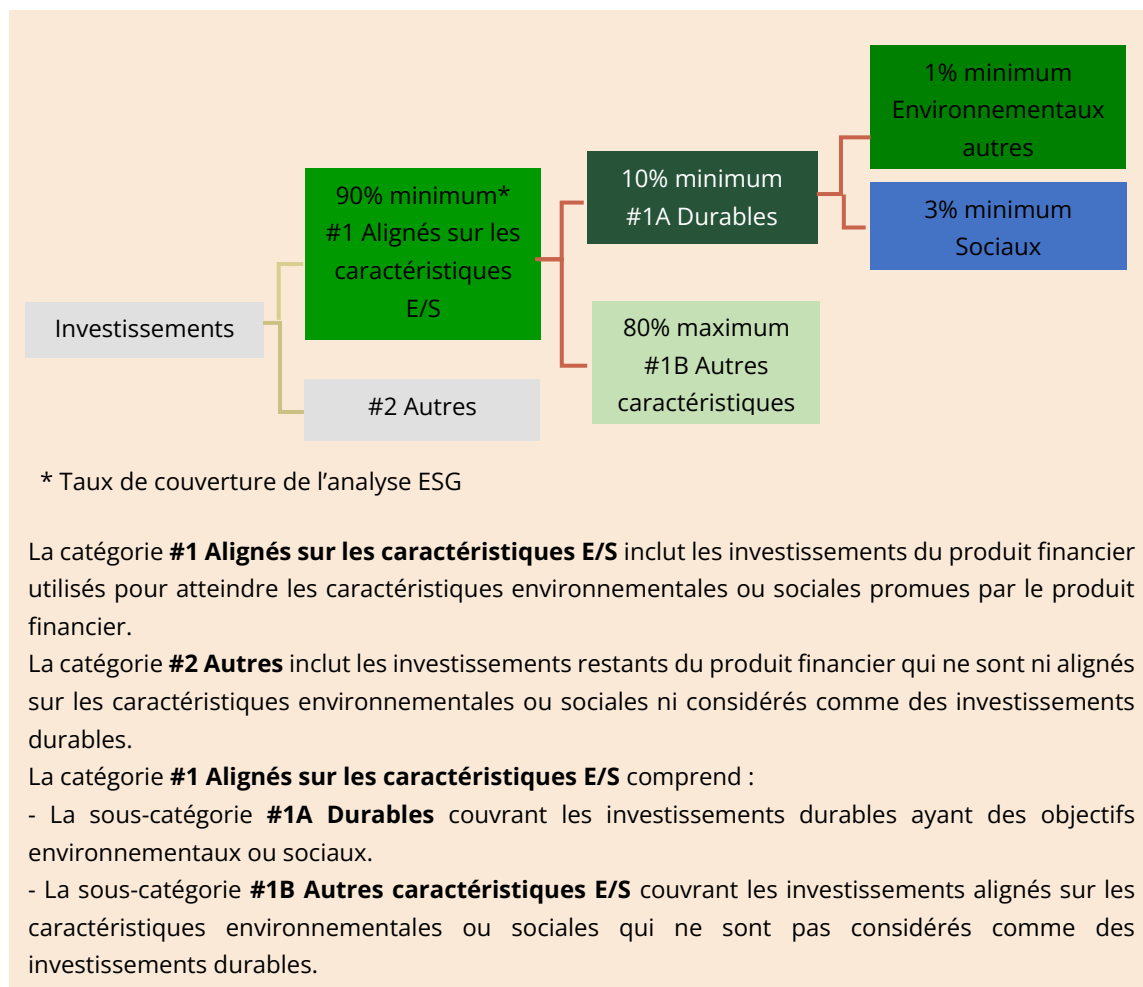 1% minimum
Environnementaux
autres
90% minimum*
#1 Alignés sur les
caractéristiques
E/S
10% minimum
#1A Durables
3% minimum
Sociaux
Investissements
80% maximum
#1B Autres
caractéristiques
#2 Autres
* Taux de couverture de l’analyse ESG
La catégorie #1 Alignés sur les caractéristiques E/S inclut les investissements du produit financier
utilisés pour atteindre les caractéristiques environnementales ou sociales promues par le produit
financier.
La catégorie #2 Autres inclut les investissements restants du produit financier qui ne sont ni alignés
sur les caractéristiques environnementales ou sociales ni considérés comme des investissements
durables.
La catégorie #1 Alignés sur les caractéristiques E/S comprend :
- La sous-catégorie #1A Durables couvrant les investissements durables ayant des objectifs
environnementaux ou sociaux.
- La sous-catégorie #1B Autres caractéristiques E/S couvrant les investissements alignés sur les
caractéristiques environnementales ou sociales qui ne sont pas considérés comme des
investissements durables.